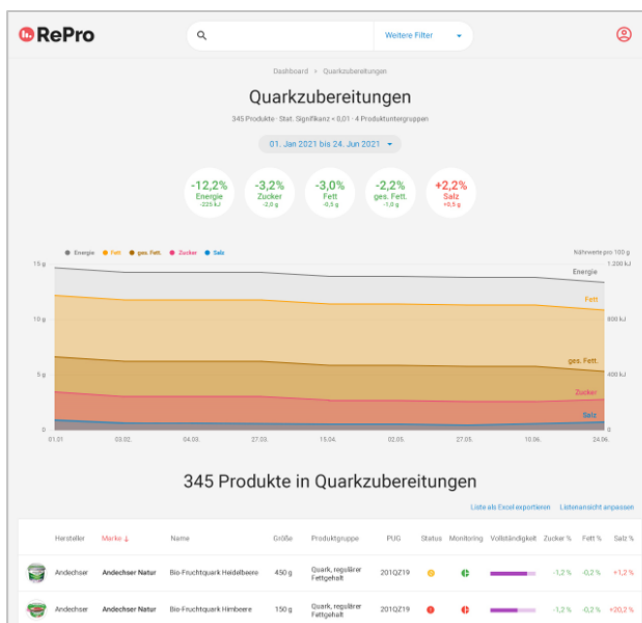 RePro
Weitere Filter
Dashboard > Quarkzubereitungen
Quarkzubereitungen
345 Produkte · Stat. Signifikanz < 0,01 · 4 Produktuntergruppen
01. Jan 2021 bis 24. Jun 2021
-12,2% -3,2% -3,0% -2,2% +2,2%
Energie Zucker Fett ges. Fett. Salz
-225 kJ -2,0 g -0,5 g -1,0 g +0,5 g
Energie Fett ges. Fett. Zucker Salz Nährwerte pro 100 g
15 g 1.200 kJ
Energie
Fett
10 g 800 kJ
ges. Fett.
5 g 400 kJ
Zucker
Salz
0 0
01.01 03.02. 04.03. 27.03. 15.04. 02.05. 27.05. 10.06. 24.06.
345 Produkte in Quarkzubereitungen
Liste als Excel exportieren Listenansicht anpassen
Hersteller Marke ↓ Name Größe Produktgruppe PUG Status Monitoring Vollständigkeit Zucker % Fett % Salz %
Andechser Andechser Natur Bio-Fruchtquark Heidelbeere 450 g Quark, regulärer Fettgehalt 201QZ19 -1,2 % -0,2 % +1,2 %
Andechser Andechser Natur Bio-Fruchtquark Himbeere 150 g Quark, regulärer Fettgehalt 201QZ19 -1,2 % -0,2 % +20,2 %